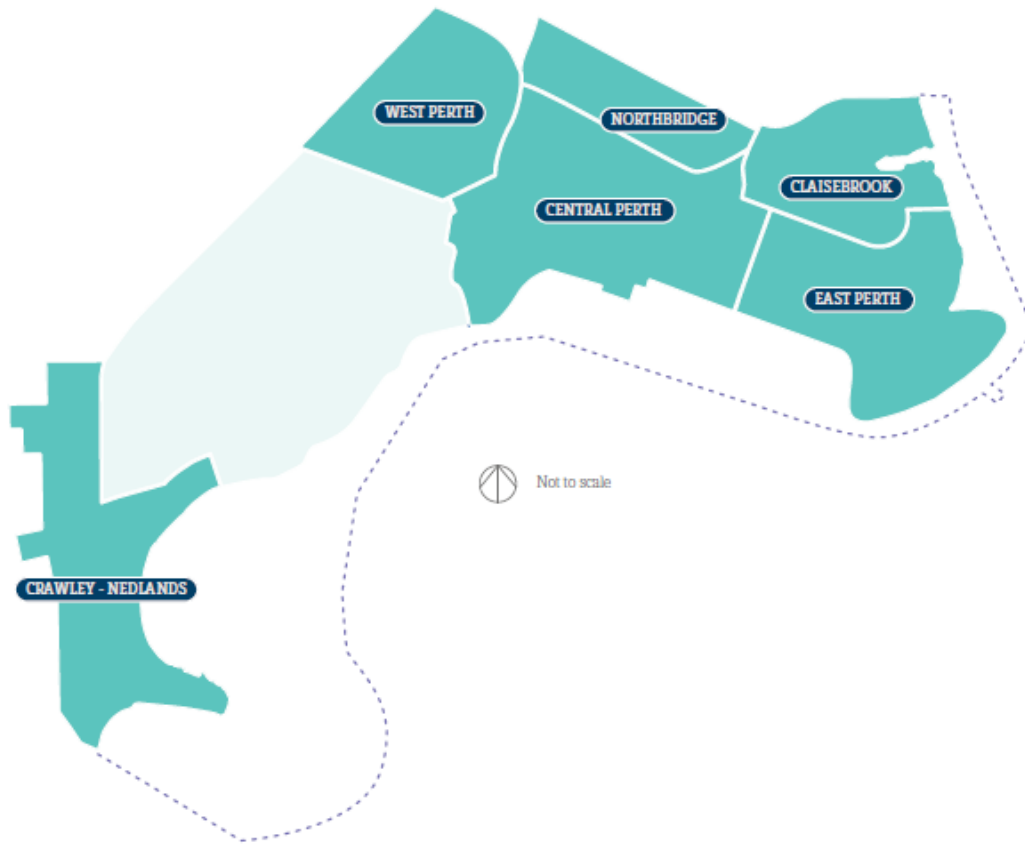 WEST PERTH
NORTHBRIDGE
CLAISEBROOK
CENTRAL PERTH
EAST PERTH
Not to scale
CRAWLEY - NEDLANDS